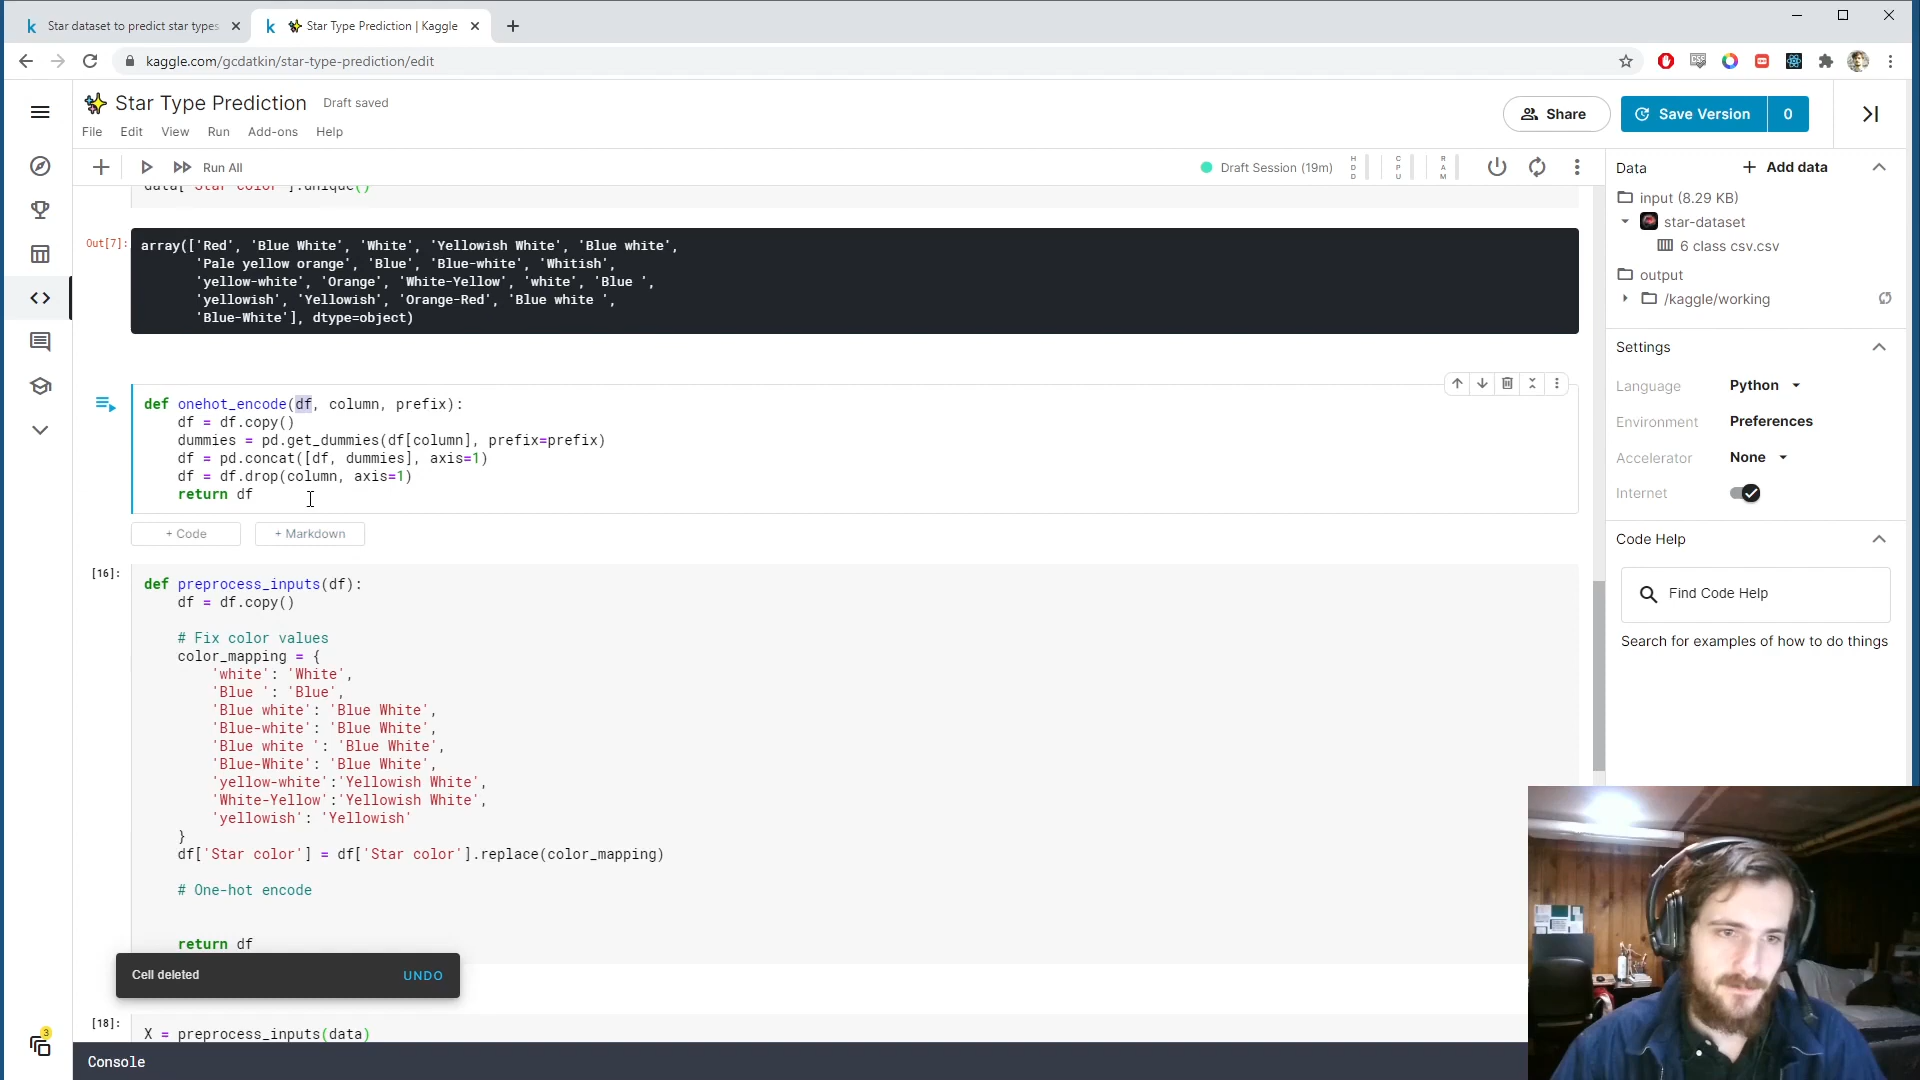 Star dataset to predict star types
Star Type Prediction | Kaggle
kaggle.com/gcdatkin/star-type-prediction/edit
Star Type Prediction
Draft saved
File Edit View Run Add-ons Help
Share
Save Version 0
Run All
Draft Session (19m)
HDD
CPU
RAM
data['Star color'].unique()
Out[7]:
array(['Red', 'Blue White', 'White', 'Yellowish White', 'Blue white',
'Pale yellow orange', 'Blue', 'Blue-white', 'Whitish',
'yellow-white', 'Orange', 'White-Yellow', 'white', 'Blue ',
'yellowish', 'Yellowish', 'Orange-Red', 'Blue white ',
'Blue-White'], dtype=object)
def onehot_encode(df, column, prefix):
df = df.copy()
dummies = pd.get_dummies(df[column], prefix=prefix)
df = pd.concat([df, dummies], axis=1)
df = df.drop(column, axis=1)
return df
+ Code
+ Markdown
[16]:
def preprocess_inputs(df):
df = df.copy()
# Fix color values
color_mapping = {
'white': 'White',
'Blue ': 'Blue',
'Blue white': 'Blue White',
'Blue-white': 'Blue White',
'Blue white ': 'Blue White',
'Blue-White': 'Blue White',
'yellow-white':'Yellowish White',
'White-Yellow':'Yellowish White',
'yellowish': 'Yellowish'
}
df['Star color'] = df['Star color'].replace(color_mapping)
# One-hot encode
return df
Cell deleted
UNDO
[18]:
X = preprocess_inputs(data)
3
Console
Data
+ Add data
input (8.29 KB)
star-dataset
6 class csv.csv
output
/kaggle/working
Settings
Language Python
Environment Preferences
Accelerator None
Internet
Code Help
Find Code Help
Search for examples of how to do things